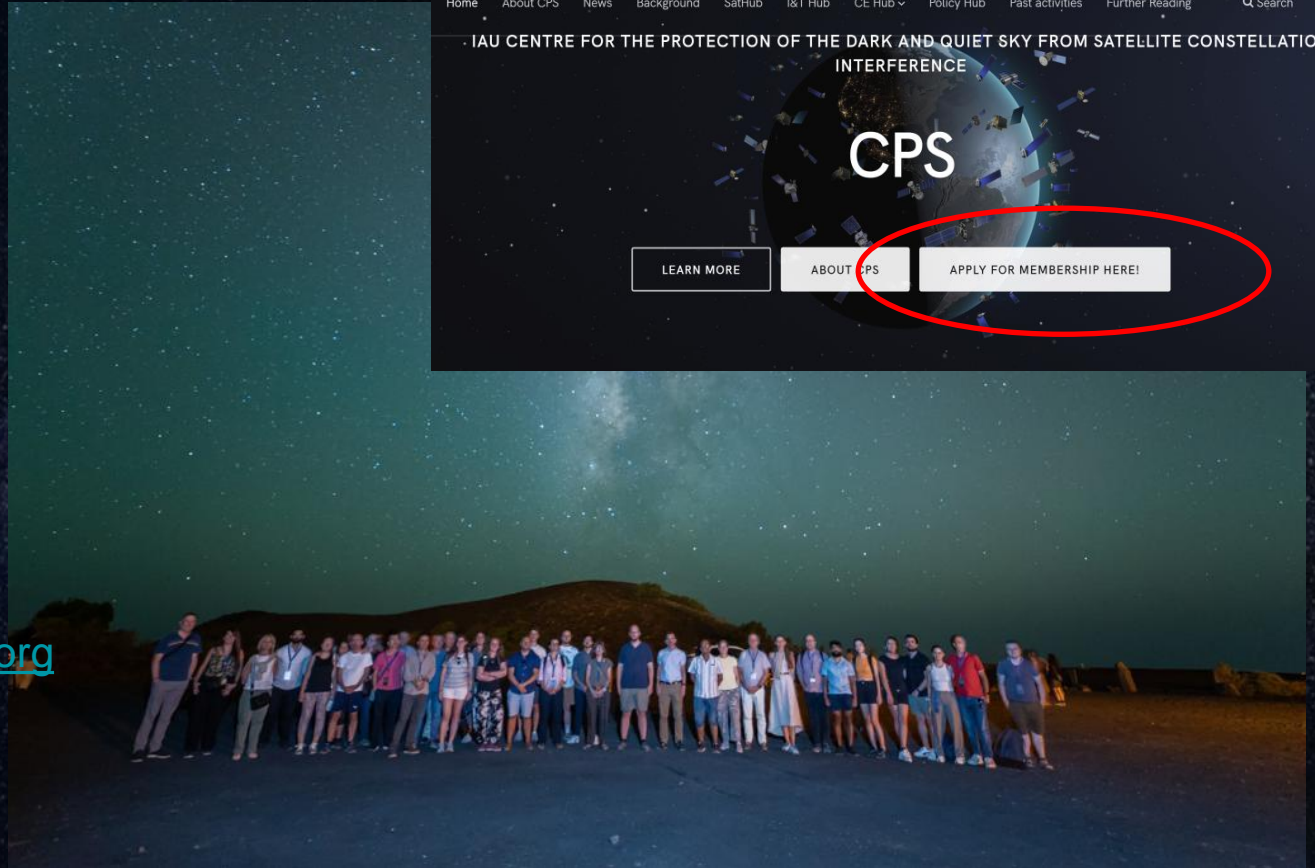 Home About CPS News Background SatHub I&T Hub CE Hub Policy Hub Past activities Further Reading Search
IAU CENTRE FOR THE PROTECTION OF THE DARK AND QUIET SKY FROM SATELLITE CONSTELLATIO
INTERFERENCE
CPS
LEARN MORE ABOUT CPS APPLY FOR MEMBERSHIP HERE!
org